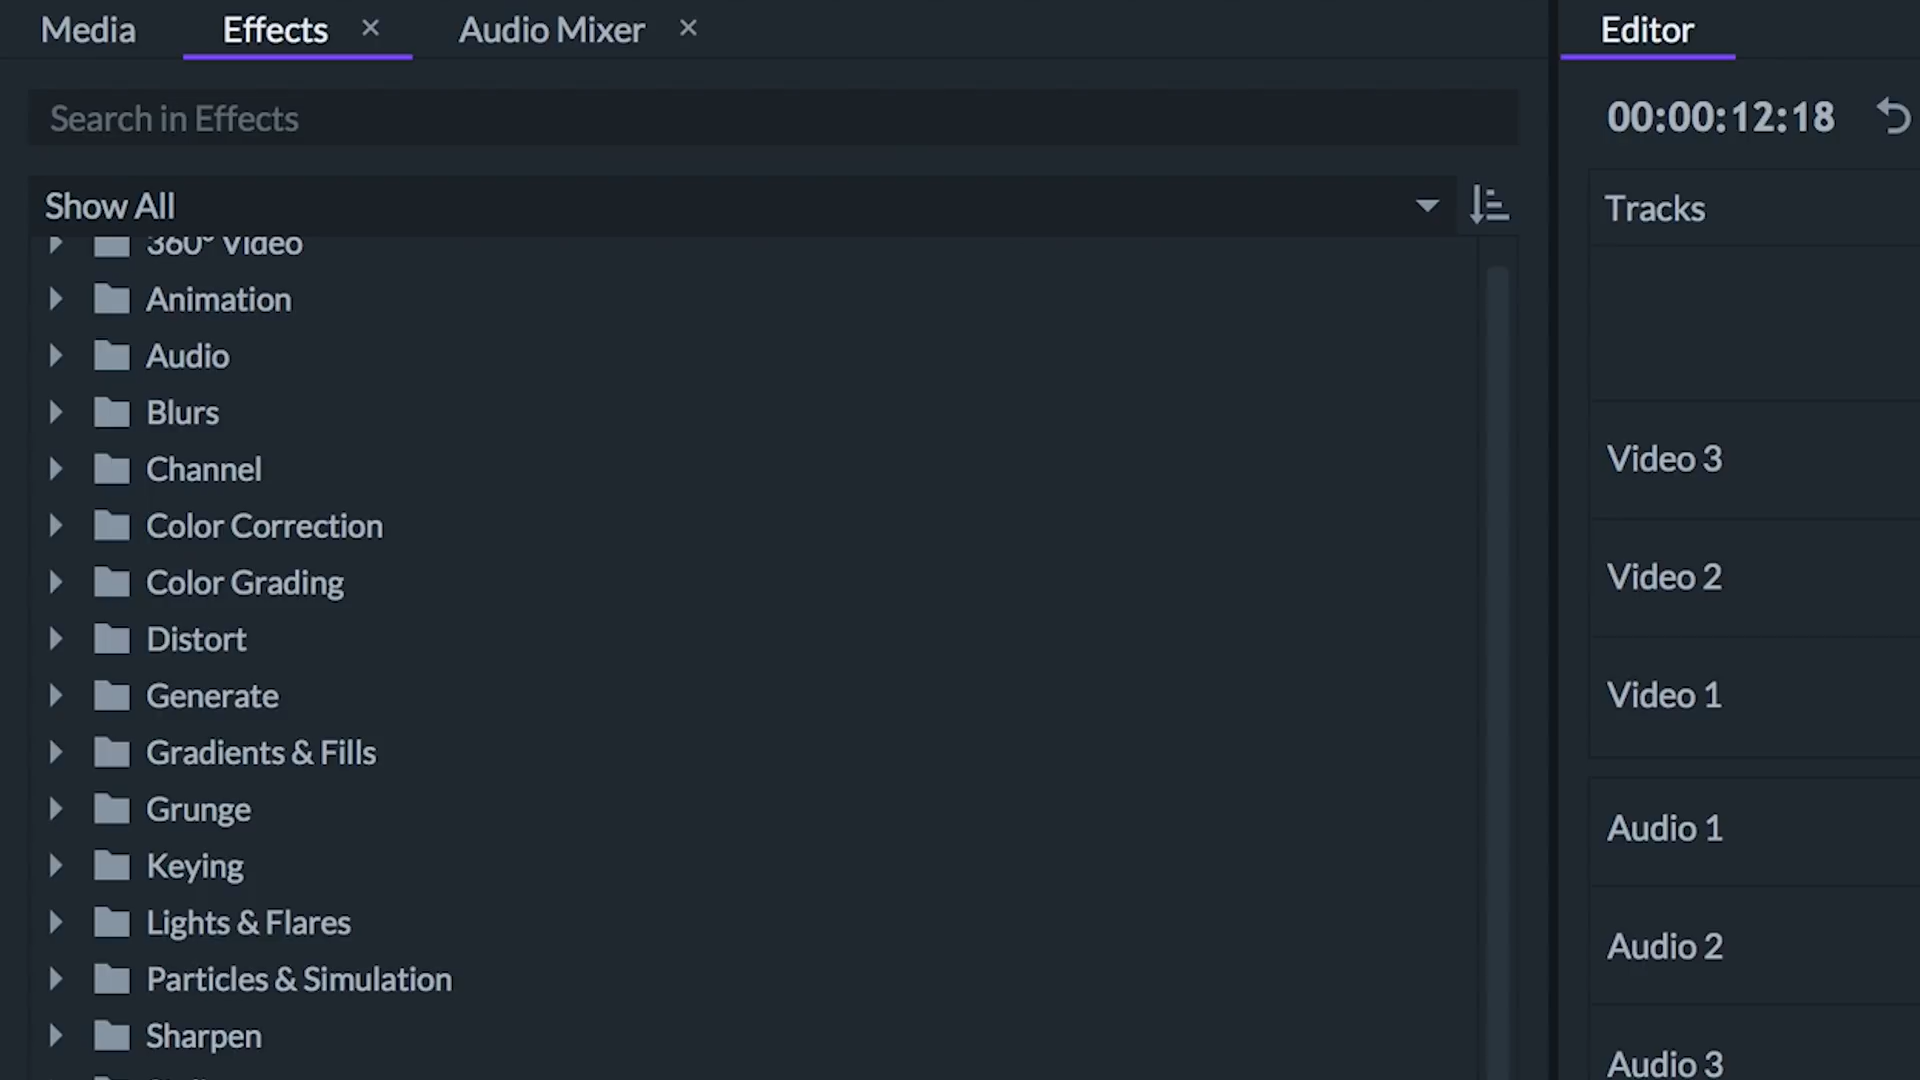 Media
Effects ×
Audio Mixer ×
Search in Effects
Show All
360° Video
Animation
Audio
Blurs
Channel
Color Correction
Color Grading
Distort
Generate
Gradients & Fills
Grunge
Keying
Lights & Flares
Particles & Simulation
Sharpen
Editor
00:00:12:18
Tracks
Video 3
Video 2
Video 1
Audio 1
Audio 2
Audio 3